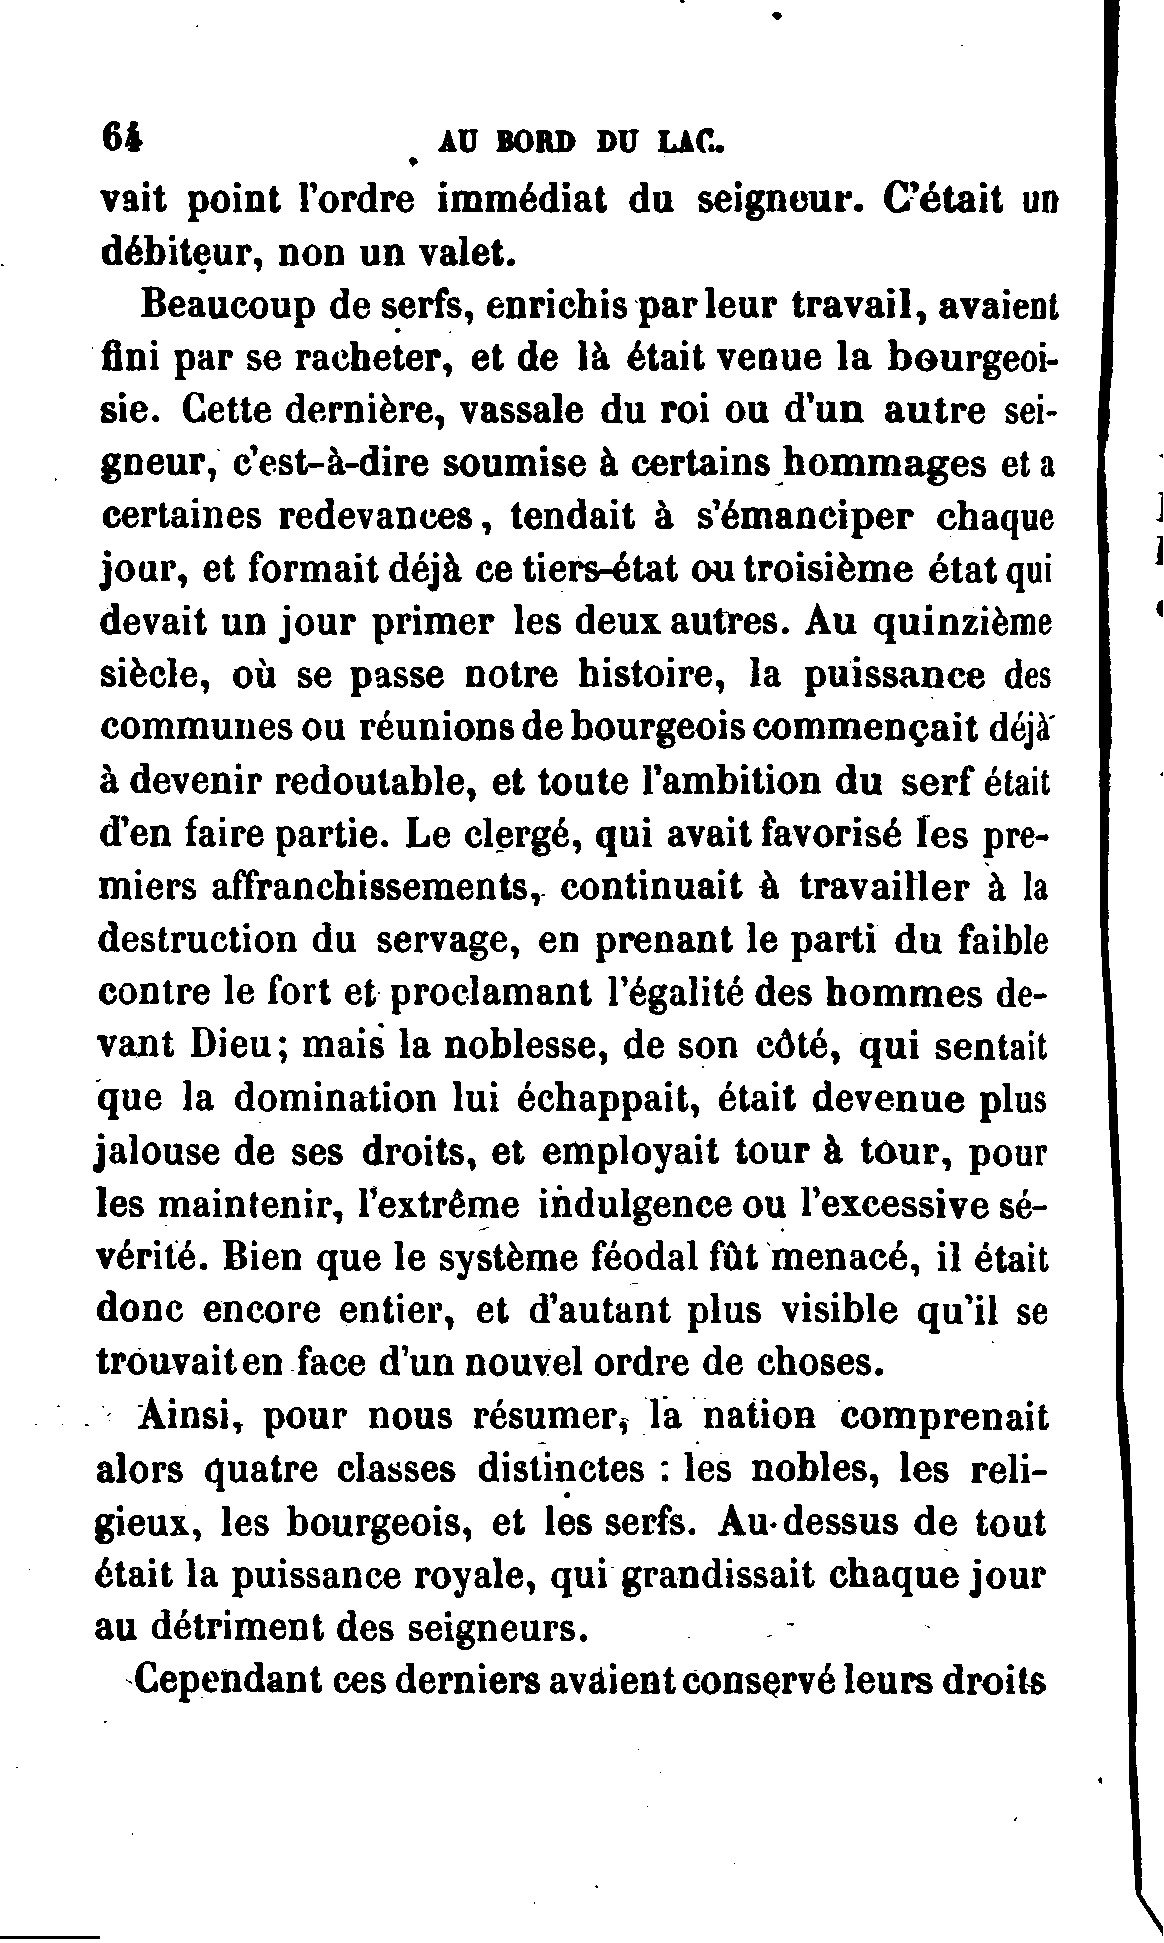 64 AU BORD DU LAC.
vait point l'ordre immédiat du seigneur. C'était un
débiteur, non un valet.
Beaucoup de serfs, enrichis par leur travail, avaient
fini par se racheter, et de là était venue la bourgeoi-
sie. Cette dernière, vassale du roi ou d'un autre sei-
gneur, c'est-à-dire soumise à certains hommages et a
certaines redevances, tendait à s'émanciper chaque
jour, et formait déjà ce tiers-état ou troisième état qui
devait un jour primer les deux autres. Au quinzième
siècle, où se passe notre histoire, la puissance des
communes ou réunions de bourgeois commençait déjà
à devenir redoutable, et toute l'ambition du serf était
d'en faire partie. Le clergé, qui avait favorisé les pre-
miers affranchissements, continuait à travailler à la
destruction du servage, en prenant le parti du faible
contre le fort et proclamant l'égalité des hommes de-
vant Dieu; mais la noblesse, de son côté, qui sentait
que la domination lui échappait, était devenue plus
jalouse de ses droits, et employait tour à tour, pour
les maintenir, l'extrême indulgence ou l'excessive sé-
vérité. Bien que le système féodal fût menacé, il était
donc encore entier, et d'autant plus visible qu'il se
trouvait en face d'un nouvel ordre de choses.
Ainsi, pour nous résumer, la nation comprenait
alors quatre classes distinctes : les nobles, les reli-
gieux, les bourgeois, et les serfs. Au-dessus de tout
était la puissance royale, qui grandissait chaque jour
au détriment des seigneurs.
Cependant ces derniers avaient conservé leurs droits